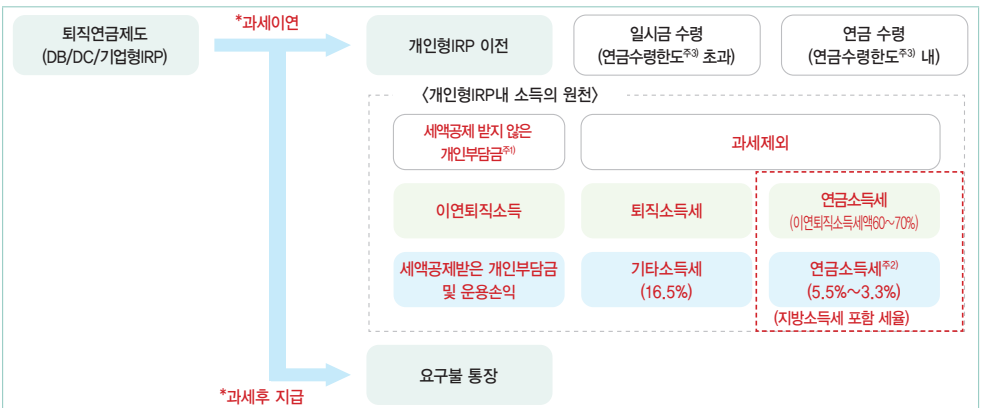 퇴직연금제도
(DB/DC/기업형IRP)
*과세이연
개인형IRP 이전
일시금 수령
(연금수령한도주3) 초과)
연금 수령
(연금수령한도주3) 내)
〈개인형IRP내 소득의 원천〉
세액공제 받지 않은
개인부담금주1)
과세제외
이연퇴직소득
퇴직소득세
연금소득세
(이연퇴직소득세액60~70%)
세액공제받은 개인부담금
및 운용손익
기타소득세
(16.5%)
연금소득세주2)
(5.5%~3.3%)
(지방소득세 포함 세율)
요구불 통장
*과세후 지급